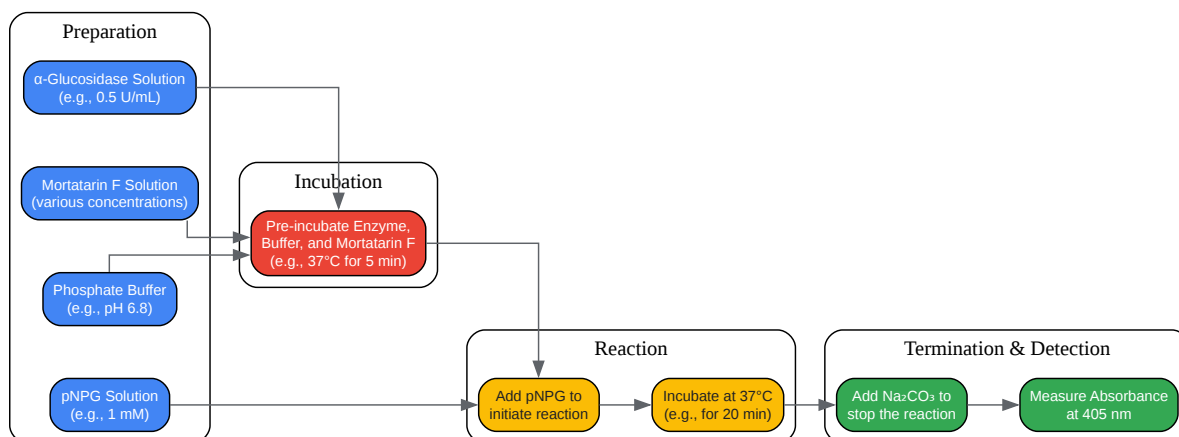 Preparation
α-Glucosidase Solution
(e.g., 0.5 U/mL)
Mortatarin F Solution
(various concentrations)
Phosphate Buffer
(e.g., pH 6.8)
pNPG Solution
(e.g., 1 mM)
Incubation
Pre-incubate Enzyme,
Buffer, and Mortatarin F
(e.g., 37°C for 5 min)
Reaction
Add pNPG to
initiate reaction
Incubate at 37°C
(e.g., for 20 min)
Termination & Detection
Add Na₂CO₃ to
stop the reaction
Measure Absorbance
at 405 nm